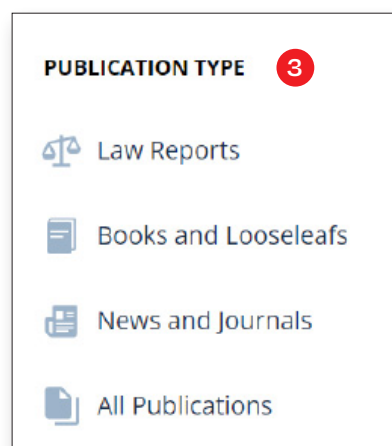 PUBLICATION TYPE 3
Law Reports
Books and Looseleafs
News and Journals
All Publications